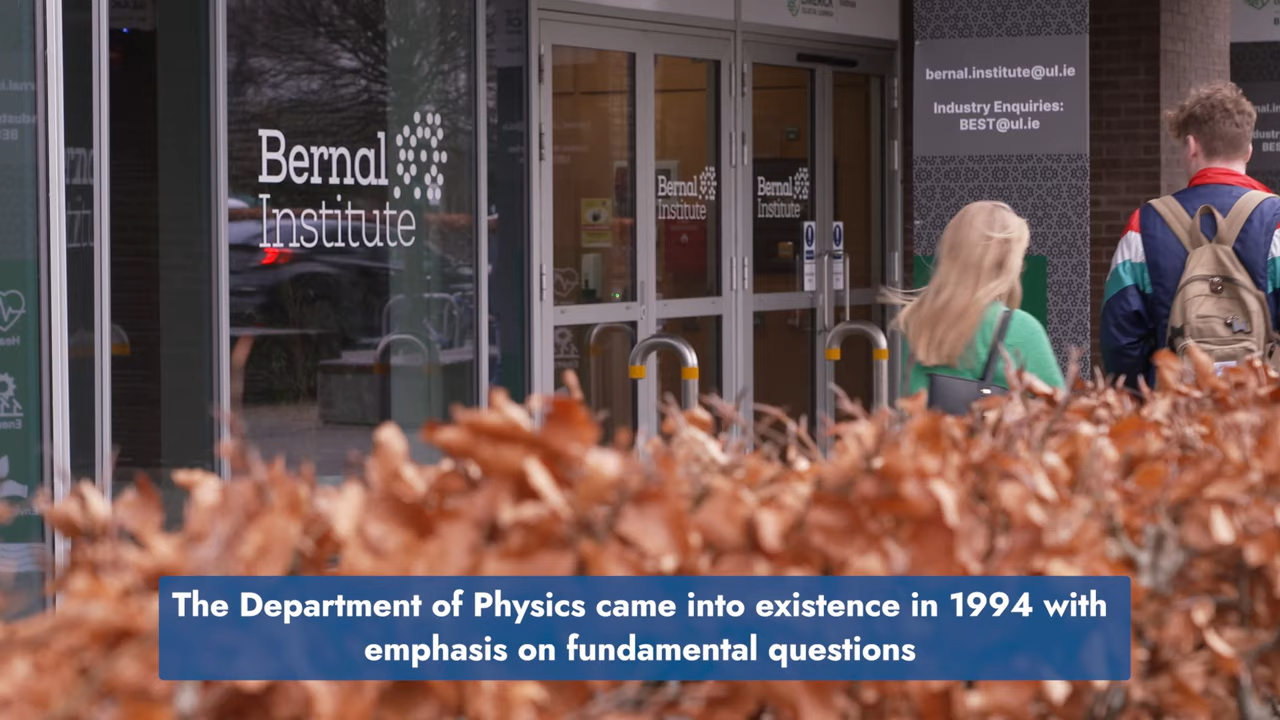 Bernal
Institute
Bernal
Institute
Bernal
Institute
bernal.institute@ul.ie
Industry Enquiries:
BEST@ul.ie
The Department of Physics came into existence in 1994 with
emphasis on fundamental questions